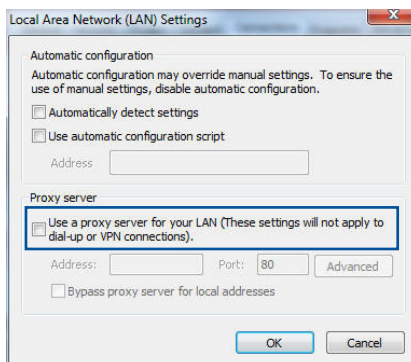 Local Area Network (LAN) Settings
Automatic configuration
Automatic configuration may override manual settings. To ensure the
use of manual settings, disable automatic configuration.
Automatically detect settings
Use automatic configuration script
Address
Proxy server
Use a proxy server for your LAN (These settings will not apply to
dial-up or VPN connections).
Address:
Port:
80
Advanced
Bypass proxy server for local addresses
OK
Cancel